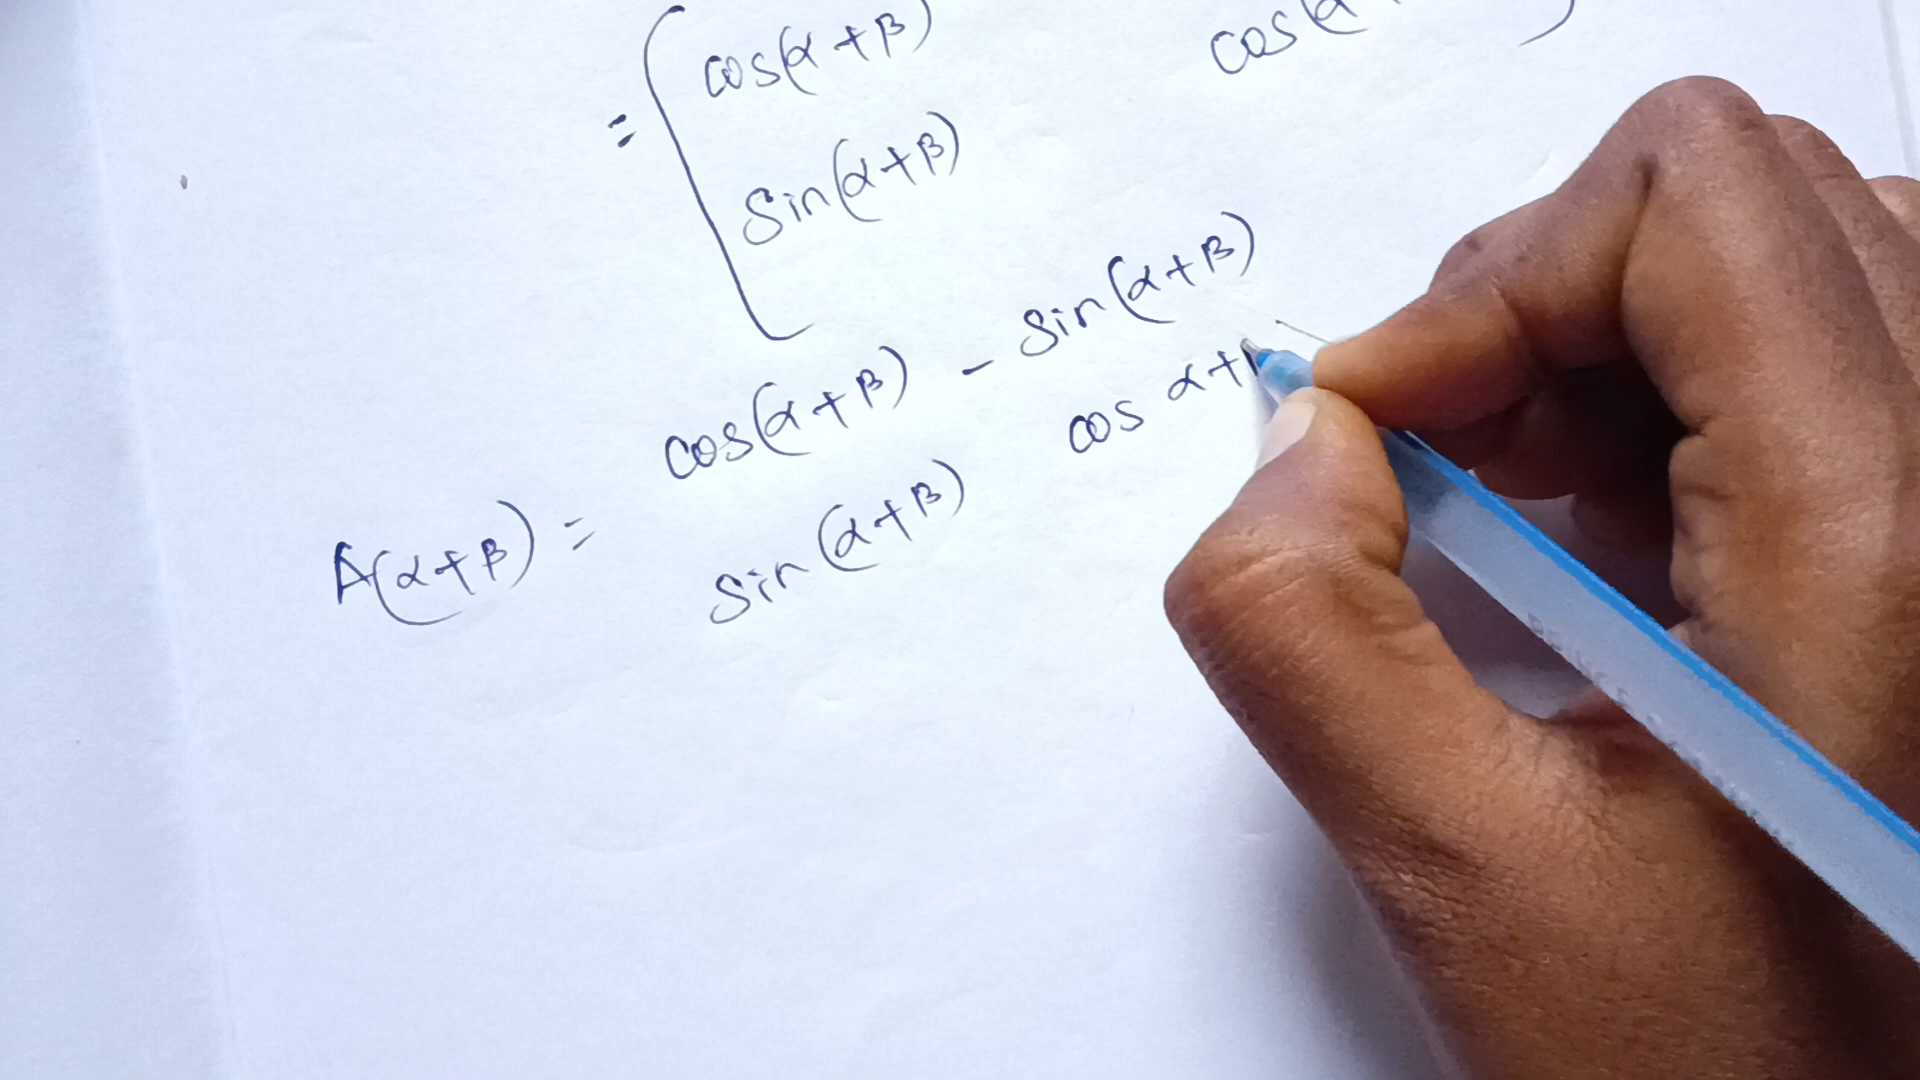 cos(α+β) cos(α
= sin(α+β)
cos(α+β) - sin(α+β)
A(α+β) = sin(α+β) cos α+